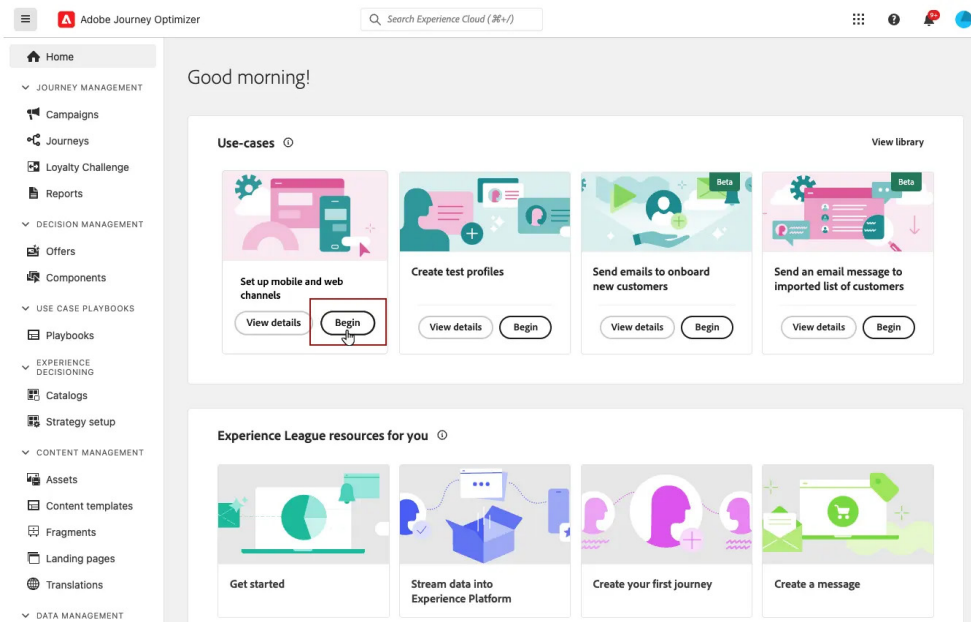 Adobe Journey Optimizer
Search Experience Cloud (⌘+/)
9+
Home
JOURNEY MANAGEMENT
Campaigns
Journeys
Loyalty Challenge
Reports
DECISION MANAGEMENT
Offers
Components
USE CASE PLAYBOOKS
Playbooks
EXPERIENCE
DECISIONING
Catalogs
Strategy setup
CONTENT MANAGEMENT
Assets
Content templates
Fragments
Landing pages
Translations
DATA MANAGEMENT
Good morning!
Use-cases
View library
Set up mobile and web
channels
View details
Begin
Create test profiles
View details
Begin
Beta
Send emails to onboard
new customers
View details
Begin
Beta
Send an email message to
imported list of customers
View details
Begin
Experience League resources for you
Get started
Stream data into
Experience Platform
Create your first journey
Create a message